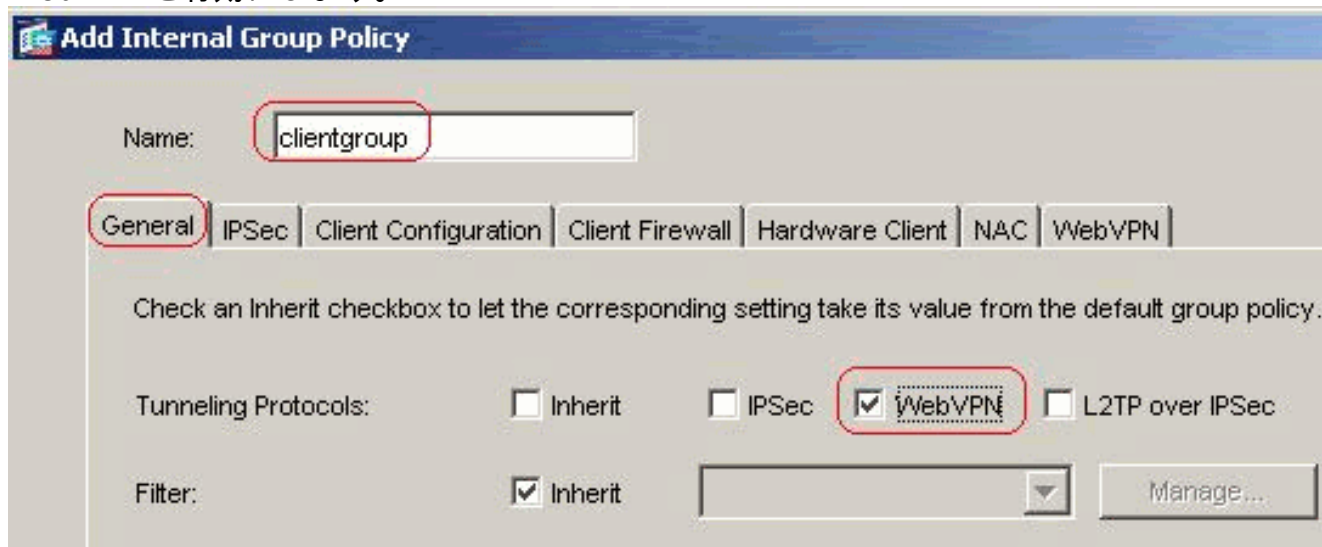 Add Internal Group Policy
Name: clientgroup
General IPSec Client Configuration Client Firewall Hardware Client NAC WebVPN
Check an Inherit checkbox to let the corresponding setting take its value from the default group policy.
Tunneling Protocols: Inherit IPSec WebVPN L2TP over IPSec
Filter: Inherit Manage...